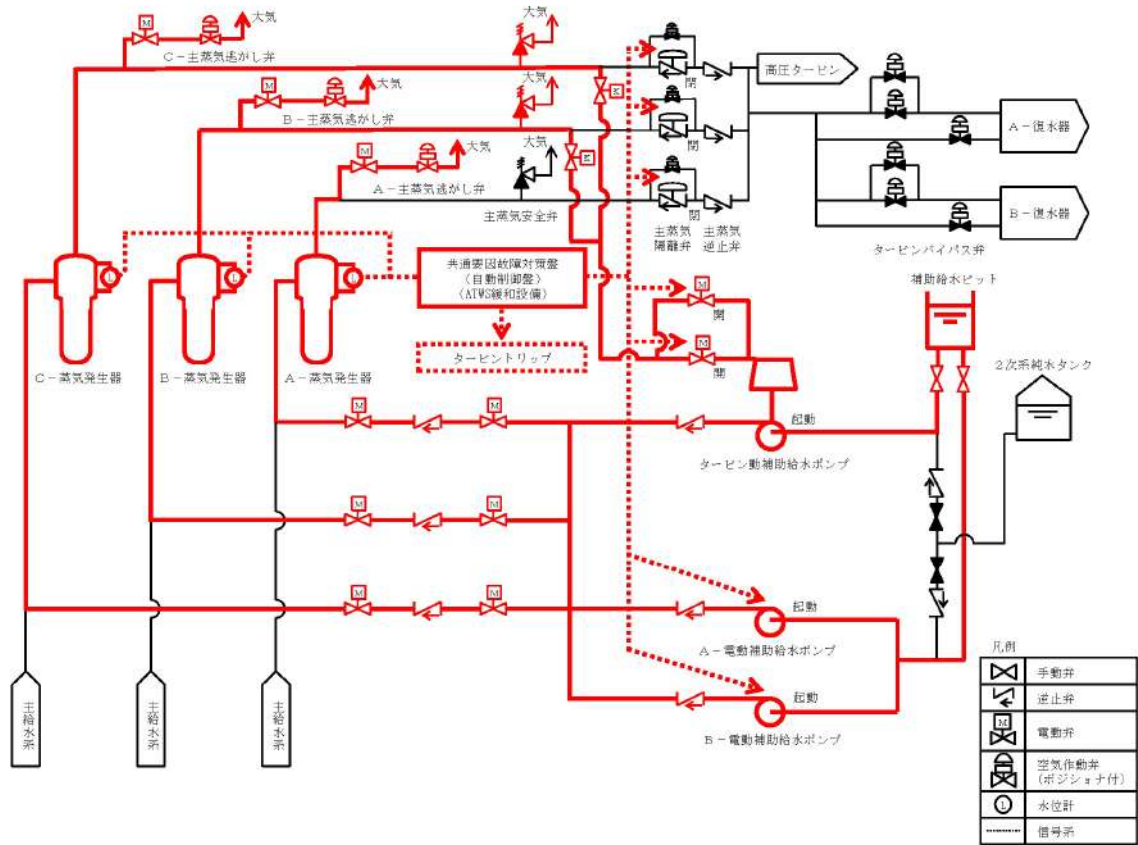 大気
M
C－主蒸気逃がし弁
大気
大気
M
B－主蒸気逃がし弁
大気
大気
M
A－主蒸気逃がし弁
大気
主蒸気安全弁
閉
閉
閉
主蒸気
隔離弁
主蒸気
逆止弁
高圧タービン
A－復水器
B－復水器
タービンバイパス弁
L
L
L
C－蒸気発生器
B－蒸気発生器
A－蒸気発生器
共通要因故障対策盤
(自動制御盤)
(ATWS緩和設備)
タービントリップ
M
開
M
開
補助給水ピット
2次系純水タンク
M
M
起動
タービン動補助給水ポンプ
M
M
M
M
起動
A－電動補助給水ポンプ
起動
B－電動補助給水ポンプ
主給水系
主給水系
主給水系
凡例
手動弁
逆止弁
M
電動弁
空気作動弁
(ポジショナ付)
L
水位計
信号系